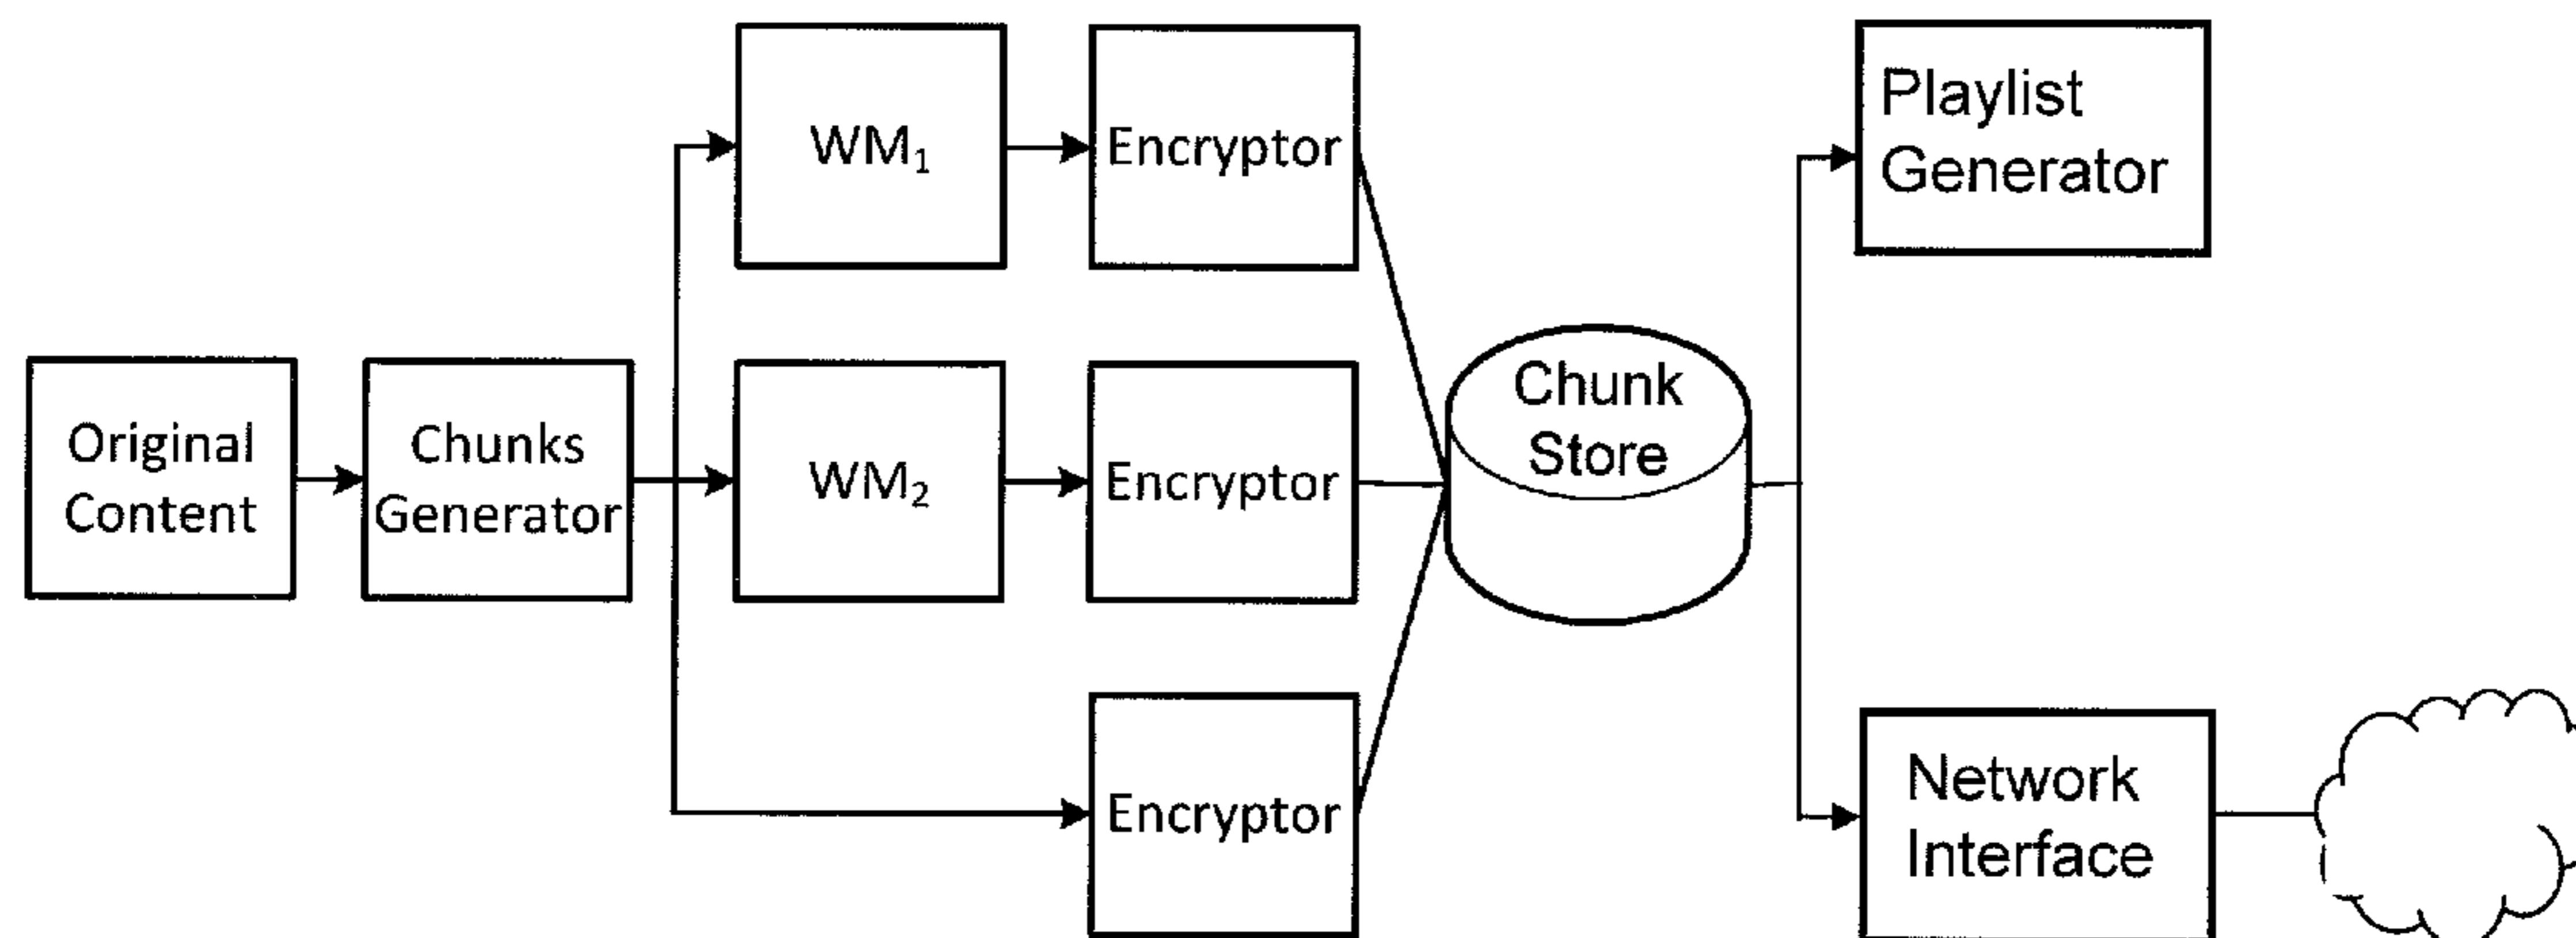 WM₁
Encryptor
Playlist
Generator
Original
Content
Chunks
Generator
WM₂
Encryptor
Chunk
Store
Encryptor
Network
Interface